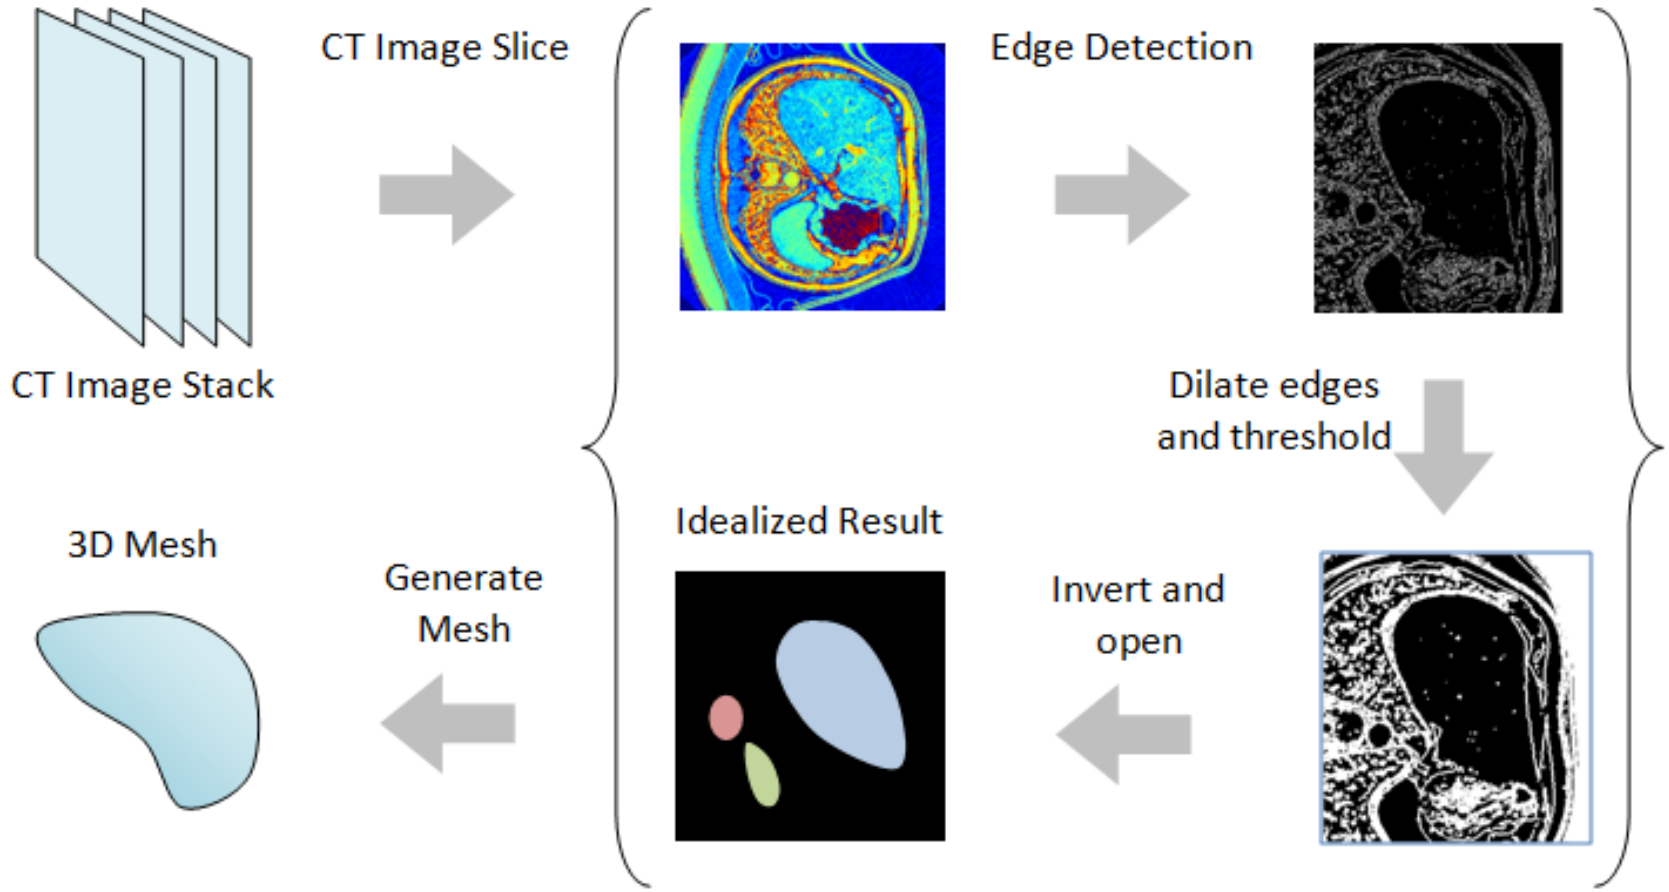 CT Image Slice
Edge Detection
CT Image Stack
Dilate edges
and threshold
Idealized Result
3D Mesh
Generate
Mesh
Invert and
open